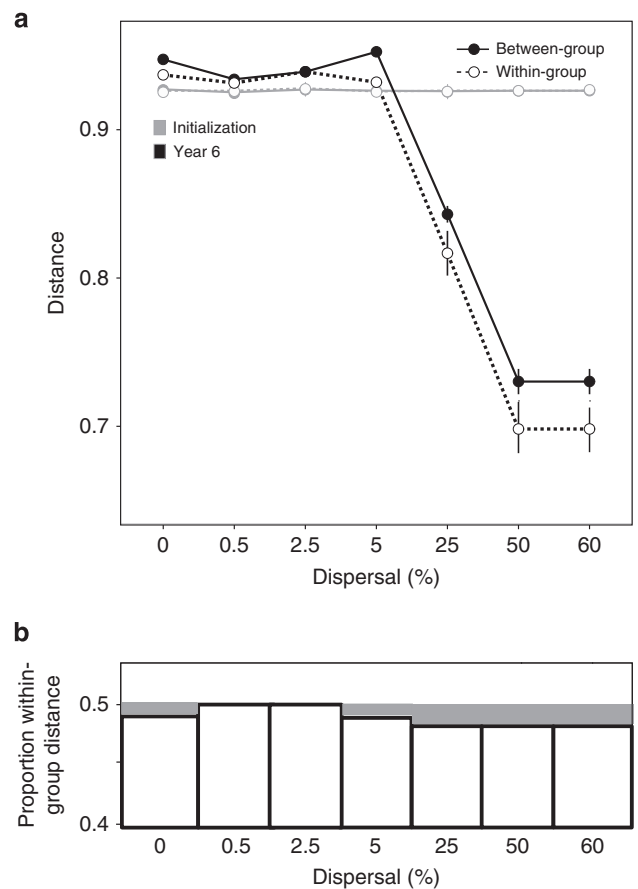 a
Between-group
Within-group
Initialization
Year 6
Distance
0.9
0.8
0.7
0 0.5 2.5 5 25 50 60
Dispersal (%)
b
Proportion within-
group distance
0.5
0.4
0 0.5 2.5 5 25 50 60
Dispersal (%)